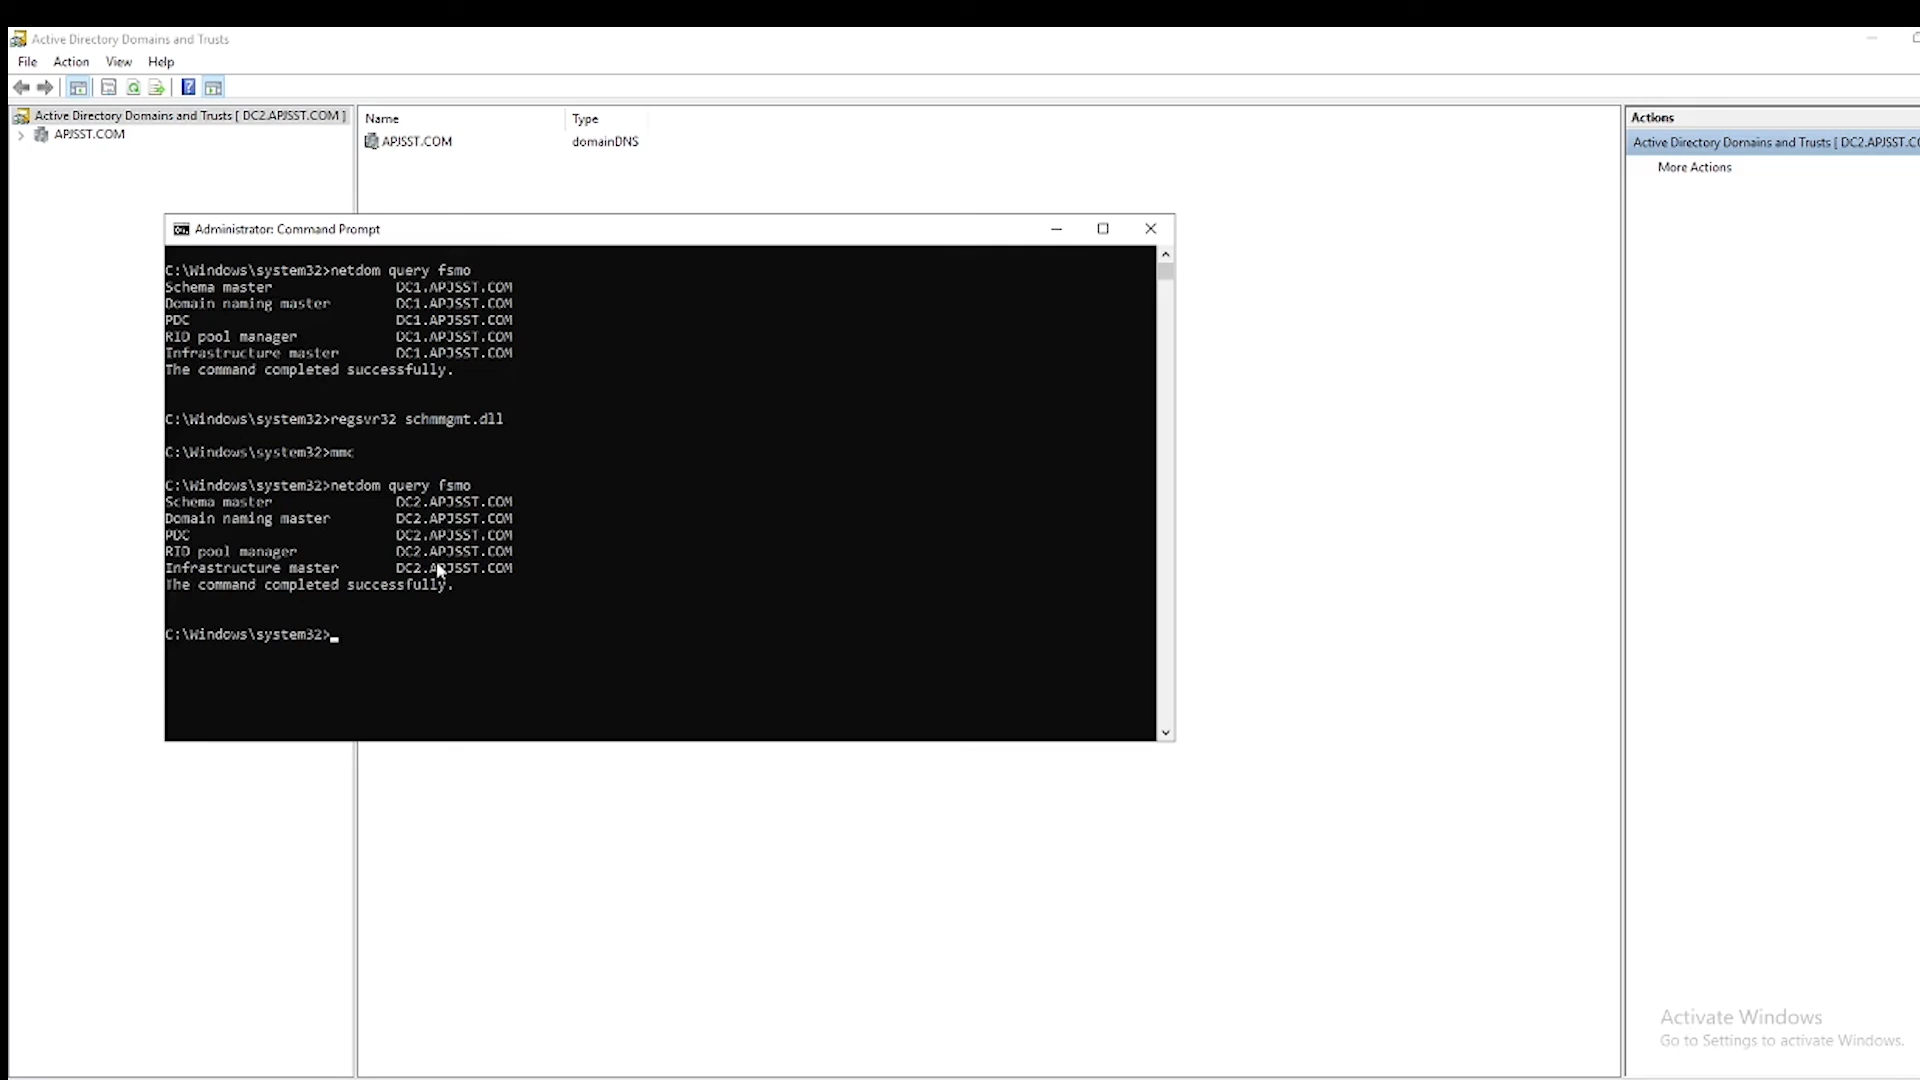 Active Directory Domains and Trusts
File Action View Help
Active Directory Domains and Trusts [ DC2.APJSST.COM ]
APJSST.COM
Name Type
APJSST.COM domainDNS
Actions
Active Directory Domains and Trusts [ DC2.APJSST.CO
More Actions
Administrator: Command Prompt
C:\Windows\system32>netdom query fsmo
Schema master DC1.APJSST.COM
Domain naming master DC1.APJSST.COM
PDC DC1.APJSST.COM
RID pool manager DC1.APJSST.COM
Infrastructure master DC1.APJSST.COM
The command completed successfully.
C:\Windows\system32>regsvr32 schmmgmt.dll
C:\Windows\system32>mmc
C:\Windows\system32>netdom query fsmo
Schema master DC2.APJSST.COM
Domain naming master DC2.APJSST.COM
PDC DC2.APJSST.COM
RID pool manager DC2.APJSST.COM
Infrastructure master DC2.APJSST.COM
The command completed successfully.
C:\Windows\system32>
Activate Windows
Go to Settings to activate Windows.